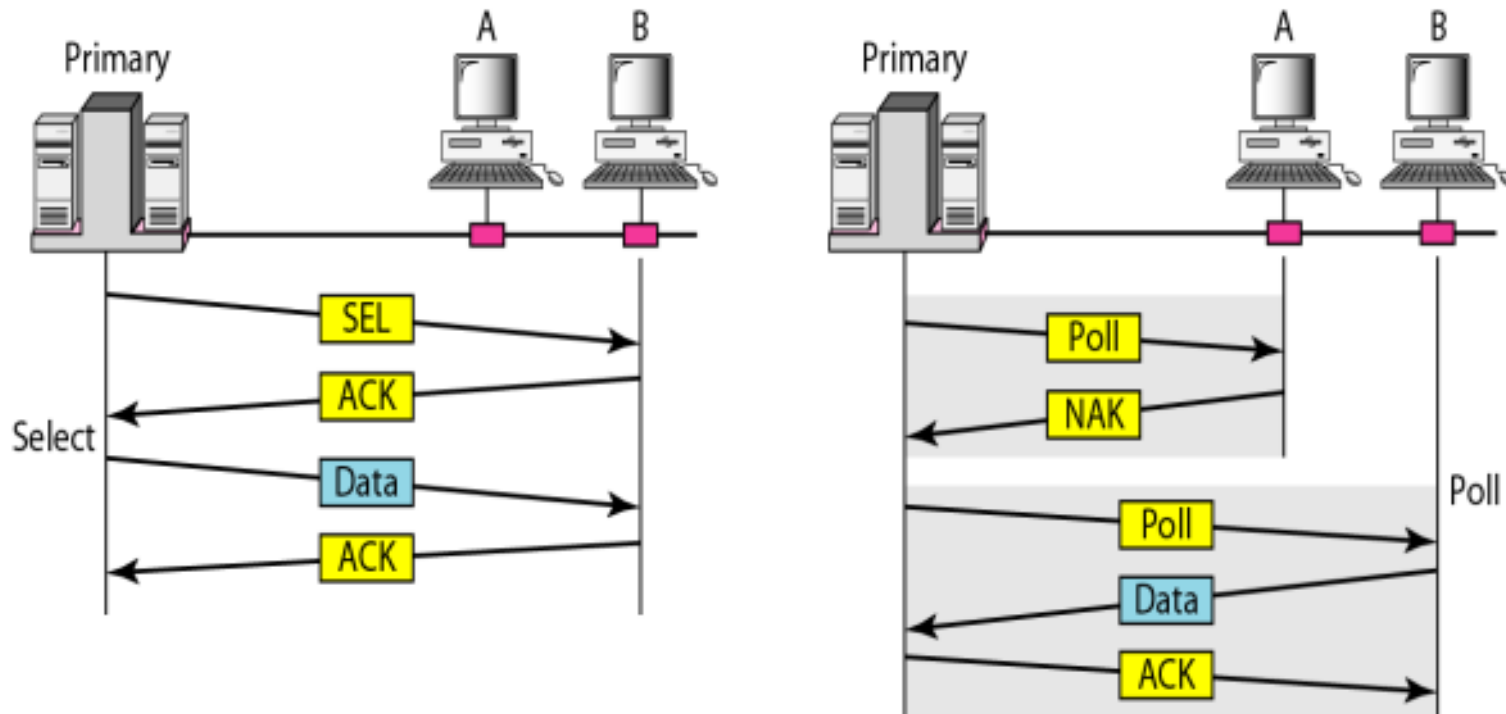 Primary
A
B
SEL
ACK
Select
Data
ACK
Primary
A
B
Poll
NAK
Poll
Poll
Data
ACK